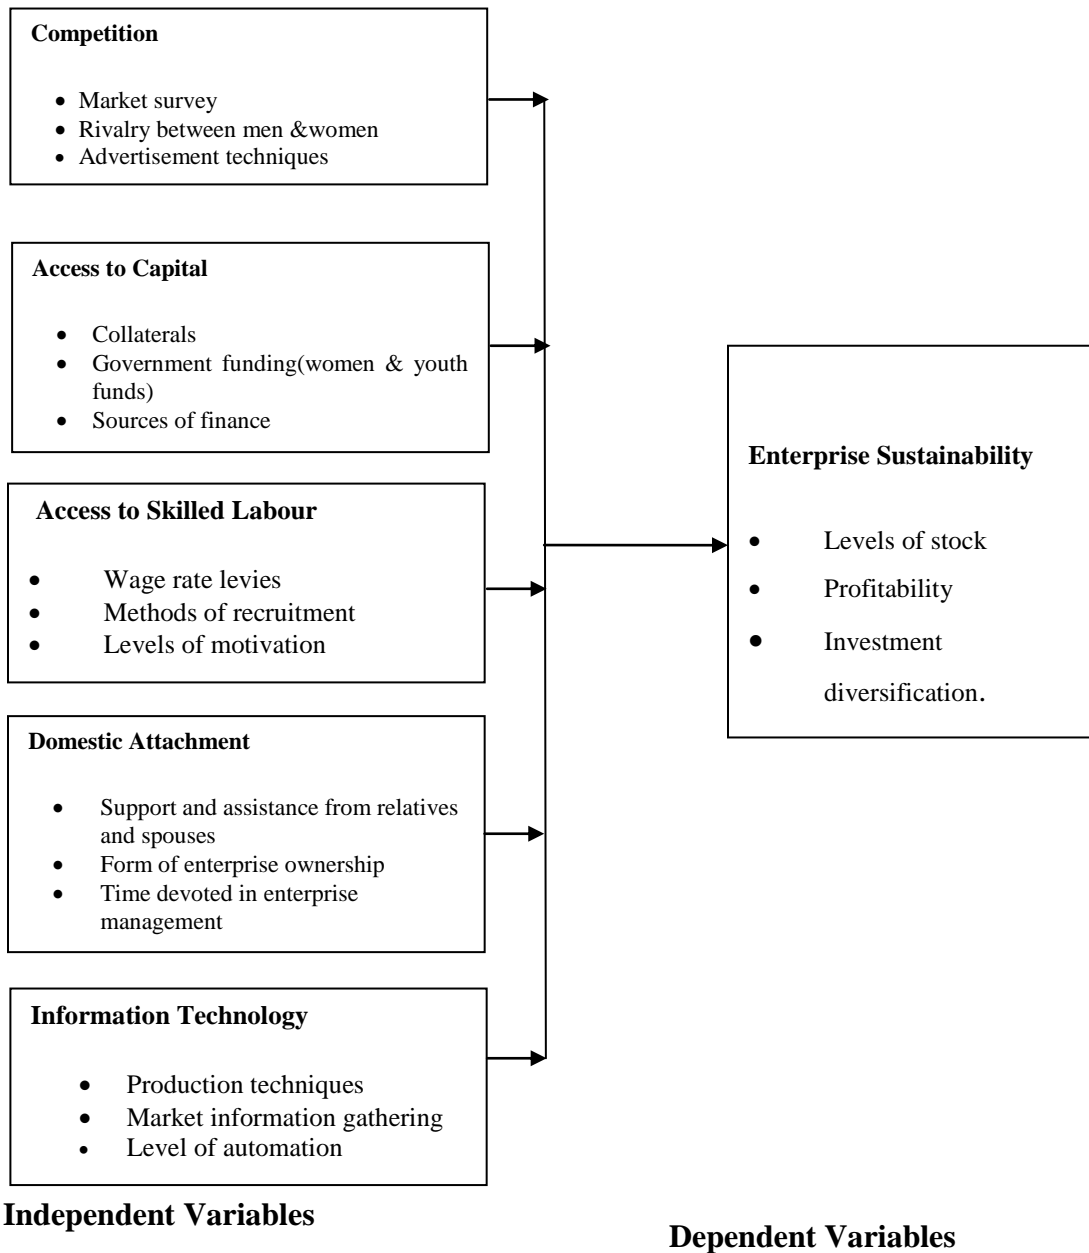 Competition
• Market survey
• Rivalry between men &women
• Advertisement techniques
Access to Capital
• Collaterals
• Government funding(women & youth
funds)
• Sources of finance
Access to Skilled Labour
• Wage rate levies
• Methods of recruitment
• Levels of motivation
Domestic Attachment
• Support and assistance from relatives
and spouses
• Form of enterprise ownership
• Time devoted in enterprise
management
Information Technology
• Production techniques
• Market information gathering
• Level of automation
Independent Variables
Enterprise Sustainability
• Levels of stock
• Profitability
• Investment
diversification.
Dependent Variables